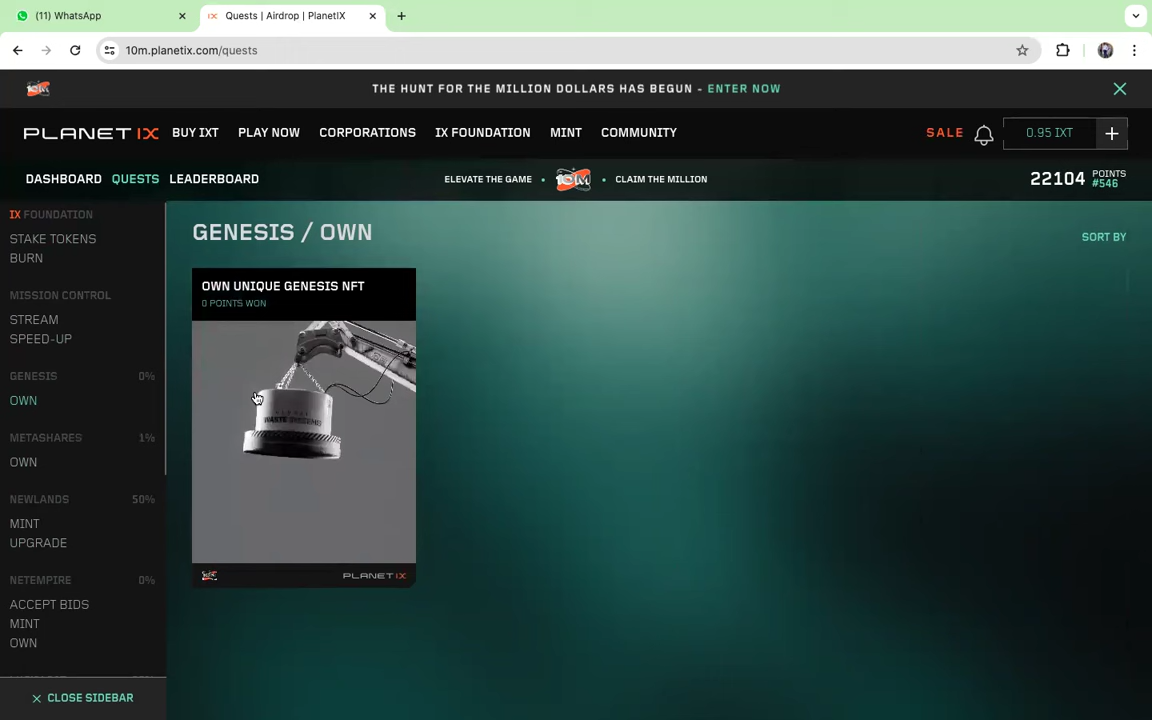 (11) WhatsApp
Quests | Airdrop | PlanetIX
10m.planetix.com/quests
THE HUNT FOR THE MILLION DOLLARS HAS BEGUN - ENTER NOW
PLANET IX
BUY IXT
PLAY NOW
CORPORATIONS
IX FOUNDATION
MINT
COMMUNITY
SALE
0.95 IXT
DASHBOARD
QUESTS
LEADERBOARD
ELEVATE THE GAME
10M
CLAIM THE MILLION
22104 POINTS
#546
IX FOUNDATION
STAKE TOKENS
BURN
MISSION CONTROL
STREAM
SPEED-UP
GENESIS 0%
OWN
METASHARES 1%
OWN
NEWLANDS 50%
MINT
UPGRADE
NETEMPIRE 0%
ACCEPT BIDS
MINT
OWN
CLOSE SIDEBAR
GENESIS / OWN
SORT BY
OWN UNIQUE GENESIS NFT
0 POINTS WON
WASTE SYSTEMS
PLANET IX